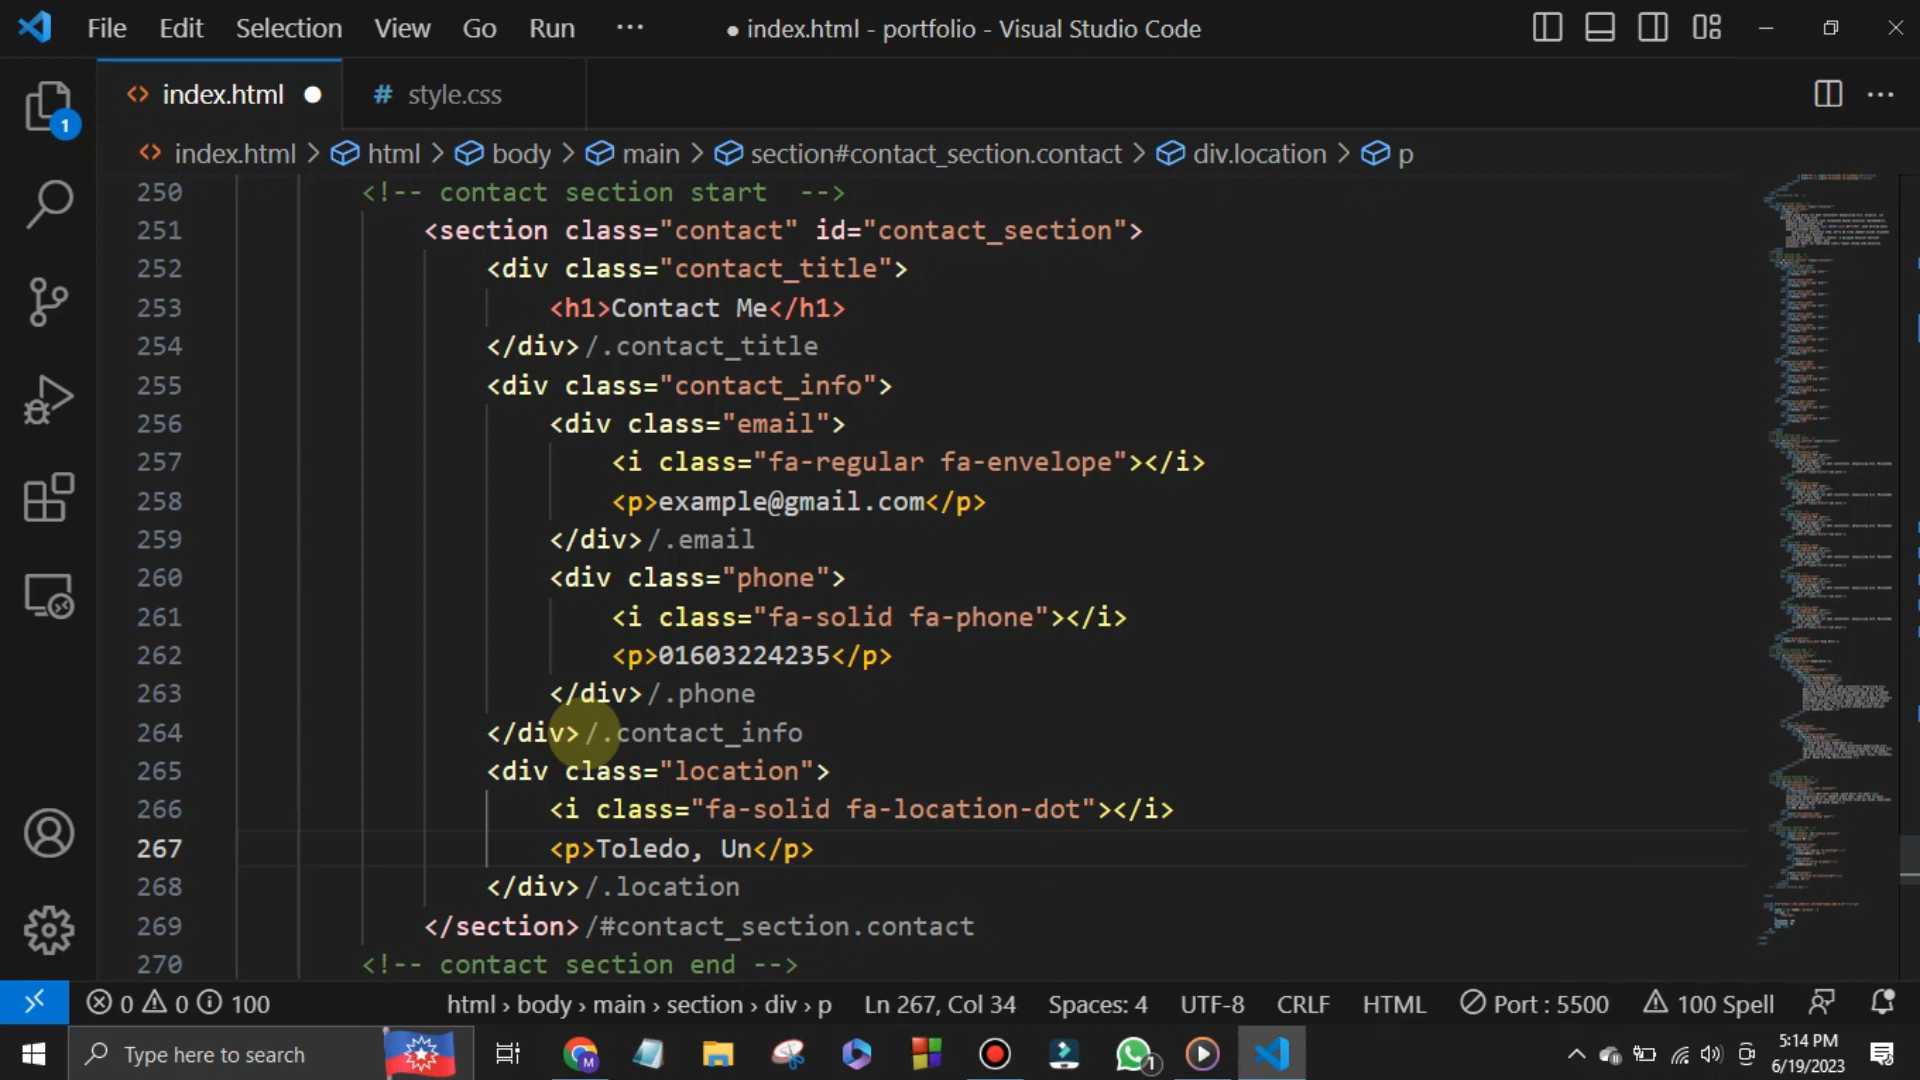 File Edit Selection View Go Run ··· ● index.html - portfolio - Visual Studio Code
<> index.html ● # style.css ···
<> index.html > html > body > main > section#contact_section.contact > div.location > p
250 <!-- contact section start  -->
251 <section class="contact" id="contact_section">
252 <div class="contact_title">
253 <h1>Contact Me</h1>
254 </div>/.contact_title
255 <div class="contact_info">
256 <div class="email">
257 <i class="fa-regular fa-envelope"></i>
258 <p>example@gmail.com</p>
259 </div>/.email
260 <div class="phone">
261 <i class="fa-solid fa-phone"></i>
262 <p>01603224235</p>
263 </div>/.phone
264 </div>/.contact_info
265 <div class="location">
266 <i class="fa-solid fa-location-dot"></i>
267 <p>Toledo, Un</p>
268 </div>/.location
269 </section>/#contact_section.contact
270 <!-- contact section end -->
1
0 0 100 html › body › main › section › div › p Ln 267, Col 34 Spaces: 4 UTF-8 CRLF HTML Port : 5500 100 Spell
Type here to search M 1 5:14 PM
6/19/2023